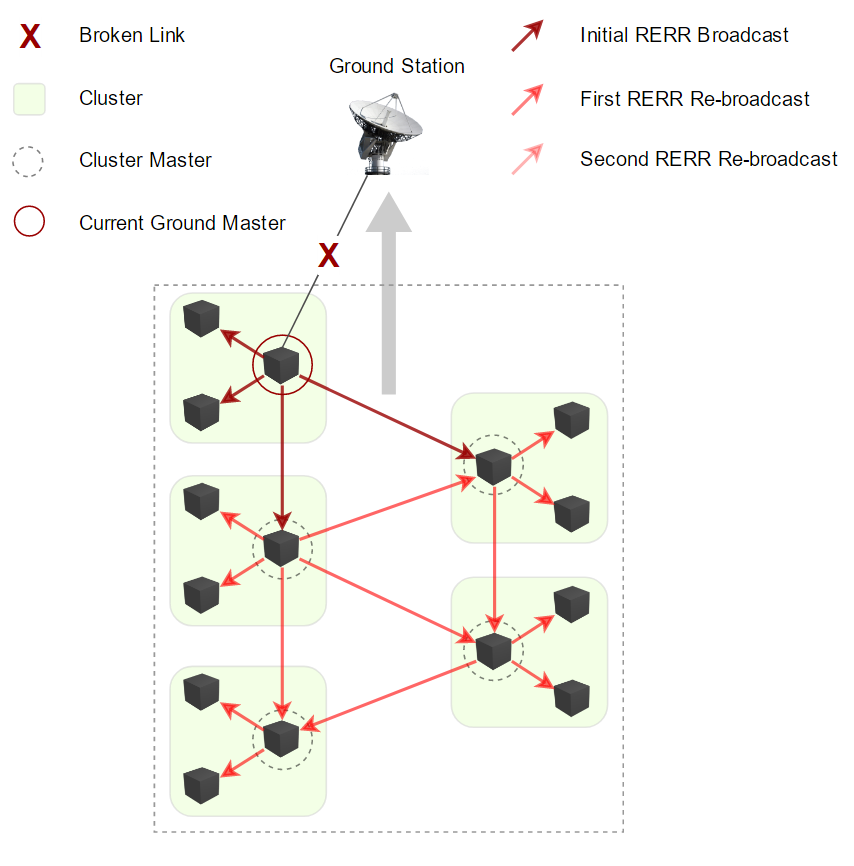 X Broken Link
Cluster
Cluster Master
Current Ground Master
Ground Station
Initial RERR Broadcast
First RERR Re-broadcast
Second RERR Re-broadcast
X